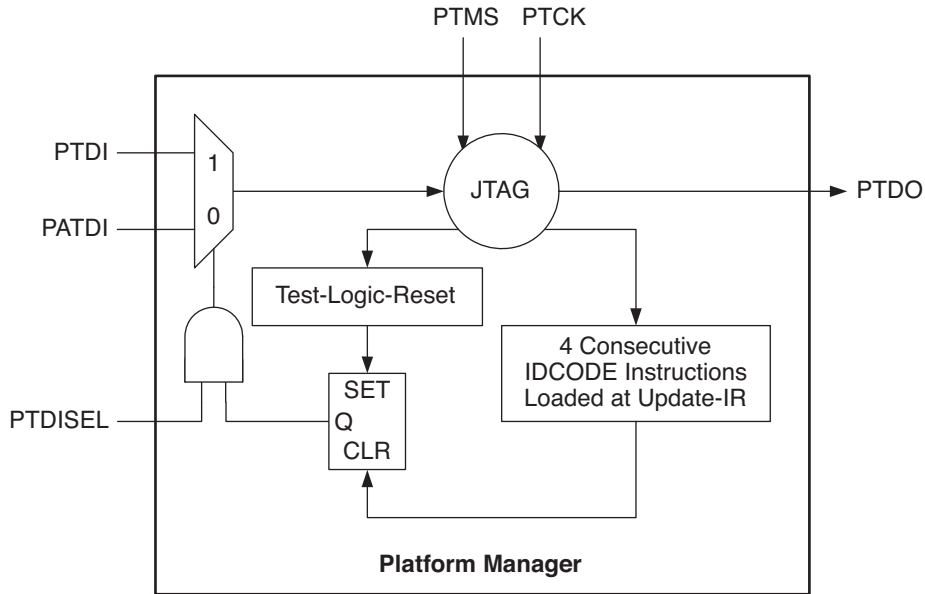 PTMS PTCK
PTDI
1
JTAG
PTDO
0
PATDI
Test-Logic-Reset
4 Consecutive
IDCODE Instructions
Loaded at Update-IR
SET
PTDISEL
Q
CLR
Platform Manager